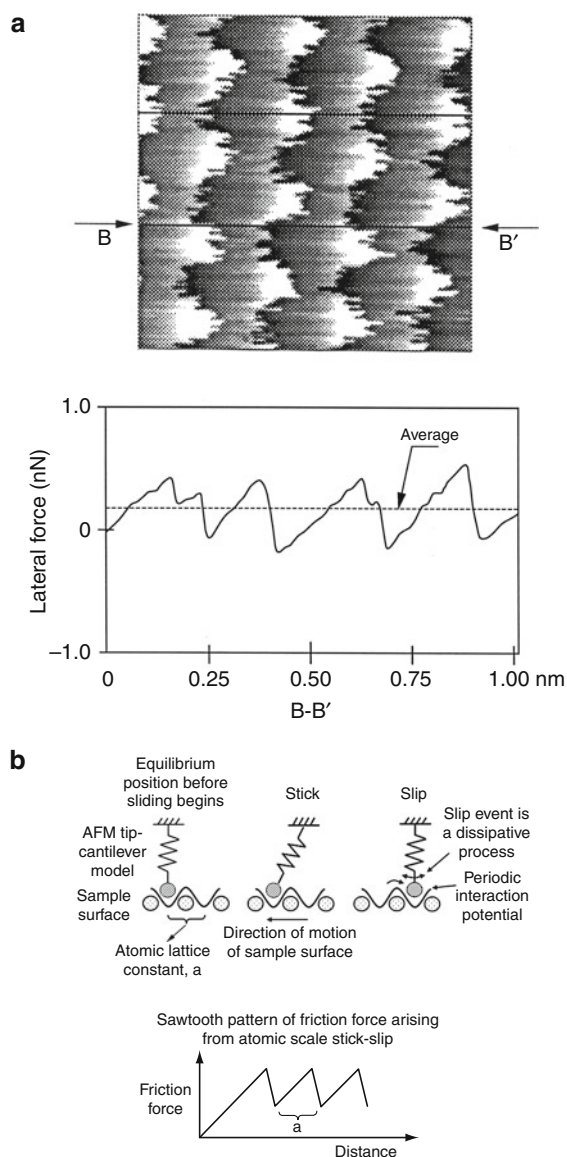 a
B
B′
1.0
Average
Lateral force (nN)
0
−1.0
0
0.25
0.50
0.75
1.00 nm
B-B′
b
Equilibrium
position before
sliding begins
Stick
Slip
AFM tip-
cantilever
model
Slip event is
a dissipative
process
Sample
surface
Periodic
interaction
potential
Atomic lattice
constant, a
Direction of motion
of sample surface
Sawtooth pattern of friction force arising
from atomic scale stick-slip
Friction
force
a
Distance